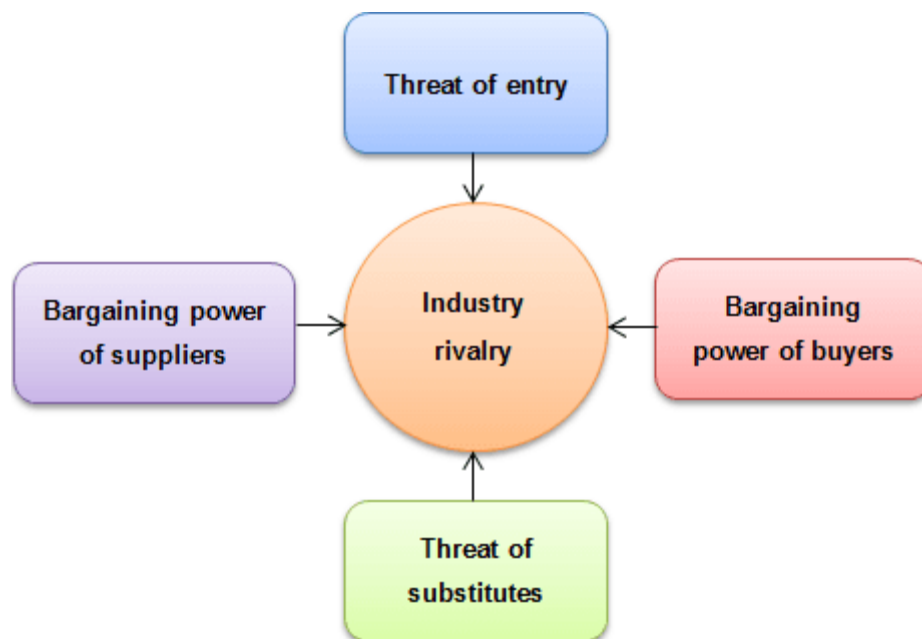 Threat of entry
Bargaining power
of suppliers
Industry
rivalry
Bargaining
power of buyers
Threat of
substitutes